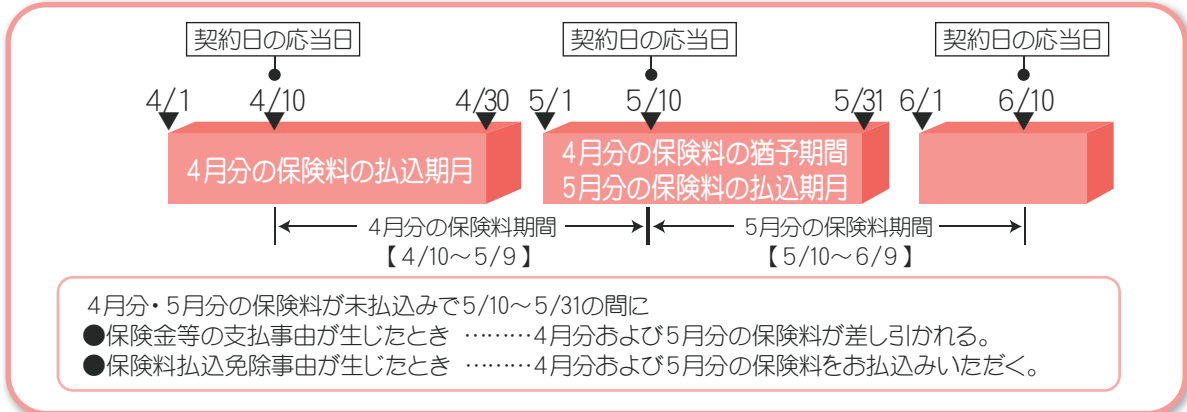 契約日の応当日 契約日の応当日 契約日の応当日
4/1 4/10 4/30 5/1 5/10 5/31 6/1 6/10
4月分の保険料の払込期月
4月分の保険料の猶予期間
5月分の保険料の払込期月
4月分の保険料期間 5月分の保険料期間
【4/10〜5/9】 【5/10〜6/9】
4月分・5月分の保険料が未払込みで5/10〜5/31の間に
●保険金等の支払事由が生じたとき ………4月分および5月分の保険料が差し引かれる。
●保険料払込免除事由が生じたとき ………4月分および5月分の保険料をお払込みいただく。